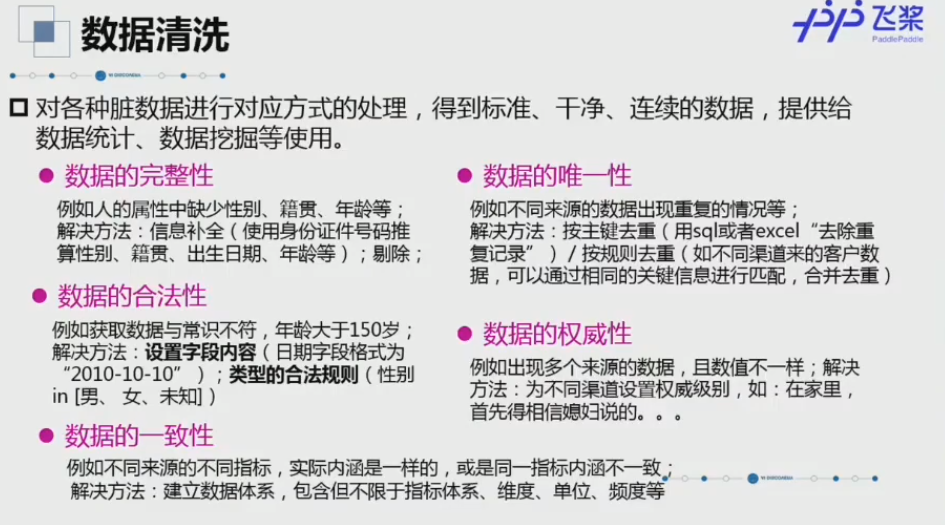 数据清洗
飞桨
PaddlePaddle
对各种脏数据进行对应方式的处理，得到标准、干净、连续的数据，提供给
数据统计、数据挖掘等使用。
数据的完整性
例如人的属性中缺少性别、籍贯、年龄等；
解决方法：信息补全（使用身份证件号码推
算性别、籍贯、出生日期、年龄等）；剔除；
数据的合法性
例如获取数据与常识不符，年龄大于150岁；
解决方法：设置字段内容（日期字段格式为
“2010-10-10”）；类型的合法规则（性别
in [男、 女、未知]）
数据的一致性
例如不同来源的不同指标，实际内涵是一样的，或是同一指标内涵不一致；
解决方法：建立数据体系，包含但不限于指标体系、维度、单位、频度等
数据的唯一性
例如不同来源的数据出现重复的情况等；
解决方法：按主键去重（用sql或者excel“去除重
复记录”）/ 按规则去重（如不同渠道来的客户数
据，可以通过相同的关键信息进行匹配，合并去重）
数据的权威性
例如出现多个来源的数据，且数值不一样；解决
方法：为不同渠道设置权威级别，如：在家里，
首先得相信媳妇说的。。。